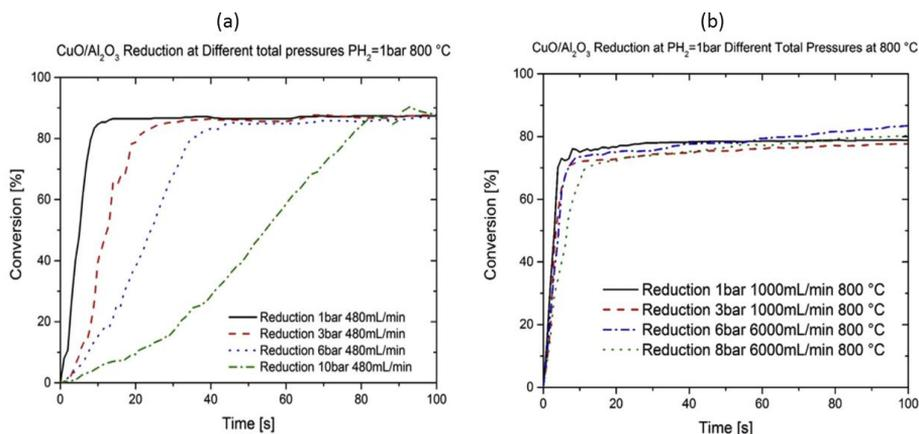 (a)
CuO/Al₂O₃ Reduction at Different total pressures PH₂=1bar 800 °C
100
80
60
40
20
0
Conversion [%]
Reduction 1bar 480mL/min
Reduction 3bar 480mL/min
Reduction 6bar 480mL/min
Reduction 10bar 480mL/min
0 20 40 60 80 100
Time [s]
(b)
CuO/Al₂O₃ Reduction at PH₂=1bar Different Total Pressures at 800 °C
100
80
60
40
20
0
Conversion [%]
Reduction 1bar 1000mL/min 800 °C
Reduction 3bar 1000mL/min 800 °C
Reduction 6bar 6000mL/min 800 °C
Reduction 8bar 6000mL/min 800 °C
0 20 40 60 80 100
Time [s]